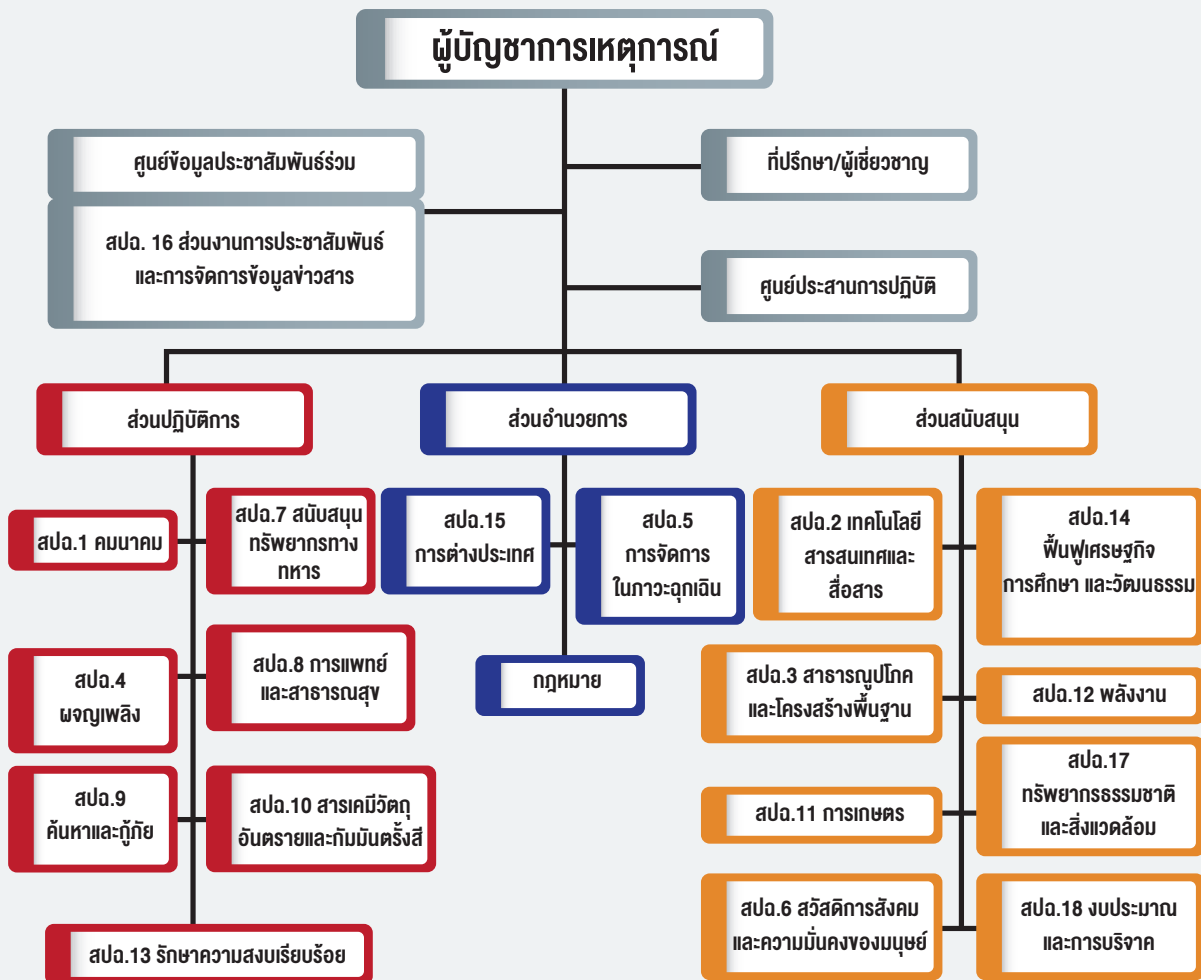 ผู้บัญชาการเหตุการณ์
ศูนย์ข้อมูลประชาสัมพันธ์ร่วม
ที่ปรึกษา/ผู้เชี่ยวชาญ
สปฉ. 16 ส่วนงานการประชาสัมพันธ์
และการจัดการข้อมูลข่าวสาร
ศูนย์ประสานการปฏิบัติ
ส่วนปฏิบัติการ
ส่วนอำนวยการ
ส่วนสนับสนุน
สปฉ.1 คมนาคม
สปฉ.7 สนับสนุน
ทรัพยากรทาง
ทหาร
สปฉ.4
ผจญเพลิง
สปฉ.8 การแพทย์
และสาธารณสุข
สปฉ.9
ค้นหาและกู้ภัย
สปฉ.10 สารเคมีวัตถุ
อันตรายและกัมมันตรั้งสี
สปฉ.13 รักษาความสงบเรียบร้อย
สปฉ.15
การต่างประเทศ
สปฉ.5
การจัดการ
ในภาวะฉุกเฉิน
กฎหมาย
สปฉ.2 เทคโนโลยี
สารสนเทศและ
สื่อสาร
สปฉ.14
ฟื้นฟูเศรษฐกิจ
การศึกษา และวัฒนธรรม
สปฉ.3 สาธารณูปโภค
และโครงสร้างพื้นฐาน
สปฉ.12 พลังงาน
สปฉ.11 การเกษตร
สปฉ.17
ทรัพยากรธรรมชาติ
และสิ่งแวดล้อม
สปฉ.6 สวัสดิการสังคม
และความมั่นคงของมนุษย์
สปฉ.18 งบประมาณ
และการบริจาค